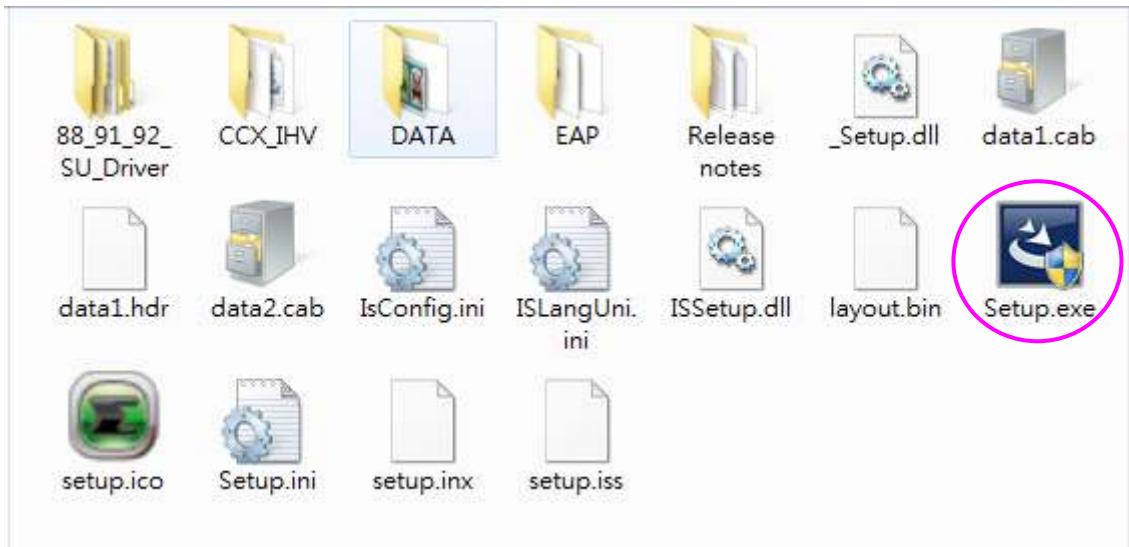 88_91_92_ CCX_IHV DATA EAP Release _Setup.dll data1.cab
SU_Driver notes
data1.hdr data2.cab IsConfig.ini ISLangUni. ISSetup.dll layout.bin Setup.exe
ini
setup.ico Setup.ini setup.inx setup.iss